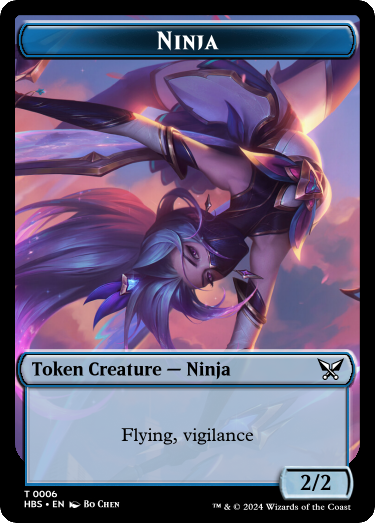 Ninja
Token Creature — Ninja
Flying, vigilance
2/2
T 0006
HBS • EN Bo Chen
™ & © 2024 Wizards of the Coast